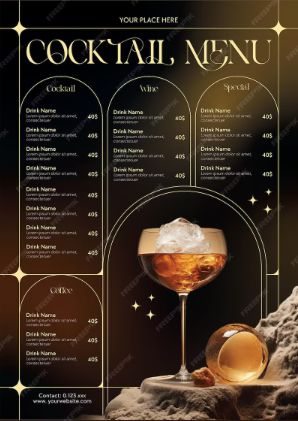 YOUR PLACE HERE
COCKTAIL MENU
Cocktail
Drink Name
Lorem ipsum dolor sit amet,
consectetuer
40$
Drink Name
Lorem ipsum dolor sit amet,
consectetuer
40$
Drink Name
Lorem ipsum dolor sit amet,
consectetuer
40$
Drink Name
Lorem ipsum dolor sit amet,
consectetuer
40$
Drink Name
Lorem ipsum dolor sit amet,
consectetuer
40$
Drink Name
Lorem ipsum dolor sit amet,
consectetuer
40$
Drink Name
Lorem ipsum dolor sit amet,
consectetuer
40$
Drink Name
Lorem ipsum dolor sit amet,
consectetuer
40$
Wine
Drink Name
Lorem ipsum dolor sit amet,
consectetuer
40$
Drink Name
Lorem ipsum dolor sit amet,
consectetuer
40$
Drink Name
Lorem ipsum dolor sit amet,
consectetuer
40$
Drink Name
Lorem ipsum dolor sit amet,
consectetuer
40$
Special
Drink Name
Lorem ipsum dolor sit amet,
consectetuer
40$
Drink Name
Lorem ipsum dolor sit amet,
consectetuer
40$
Drink Name
Lorem ipsum dolor sit amet,
consectetuer
40$
Drink Name
Lorem ipsum dolor sit amet,
consectetuer
40$
Coffee
Drink Name
Lorem ipsum dolor sit amet,
consectetuer
40$
Drink Name
Lorem ipsum dolor sit amet,
consectetuer
40$
Drink Name
Lorem ipsum dolor sit amet,
consectetuer
40$
Contact: 0.123.xxx
www.yourwebsite.com